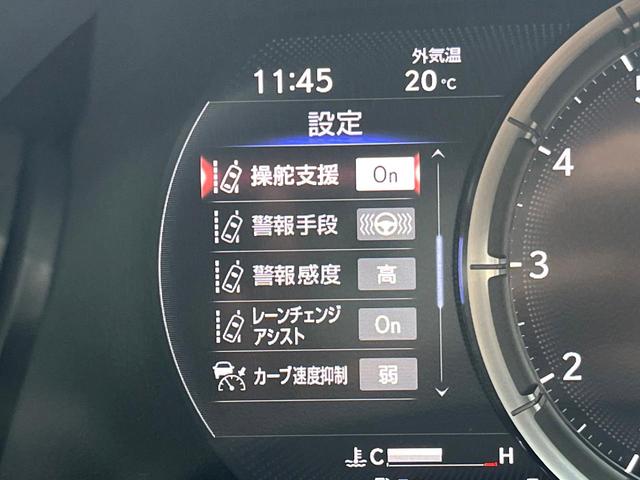 外気温
11:45 20℃
設定
操舵支援 On
警報手段
警報感度 高
レーンチェンジ
アシスト On
カーブ速度抑制 弱
4
3
2
C H